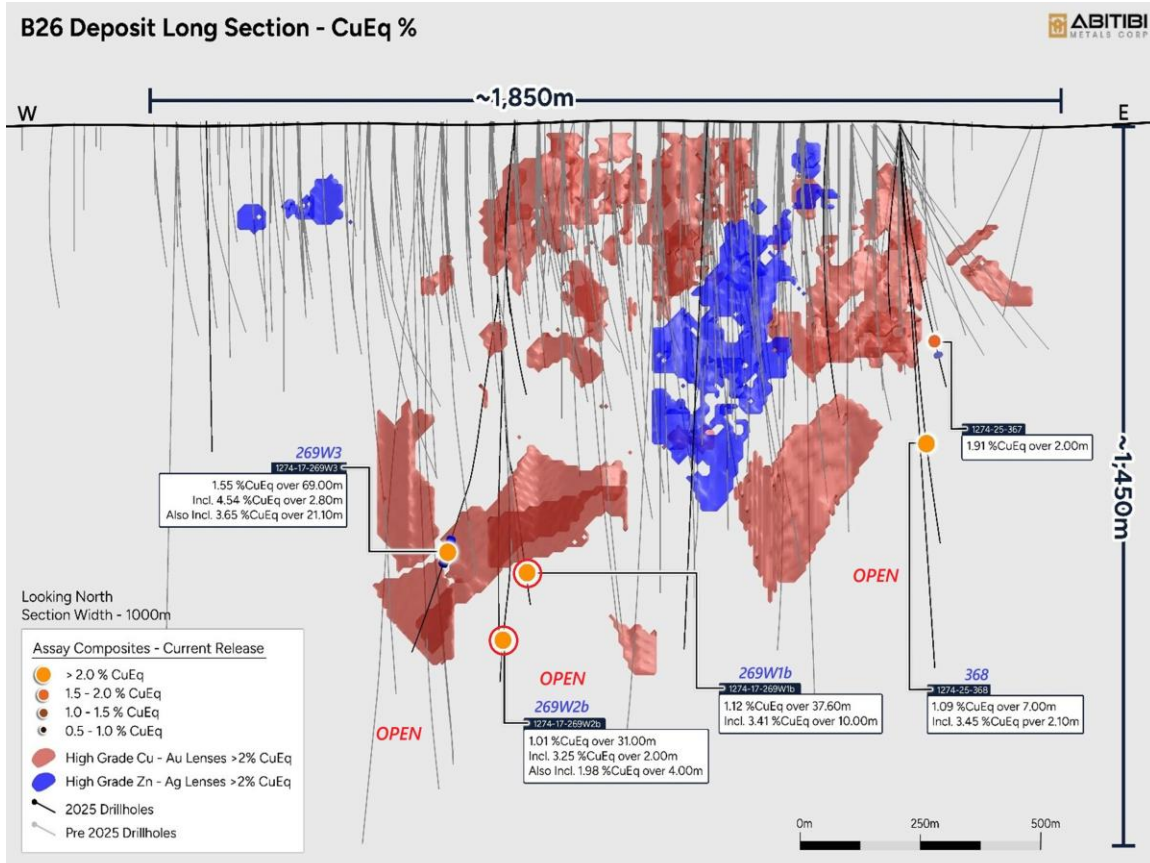 B26 Deposit Long Section - CuEq %
ABITIBI
METALS CORP
~1,850m
W
E
~1,450m
269W3
1274-17-269W3
1.55 %CuEq over 69.00m
Incl. 4.54 %CuEq over 2.80m
Also Incl. 3.65 %CuEq over 21.10m
1274-25-367
1.91 %CuEq over 2.00m
OPEN
OPEN
OPEN
269W2b
1274-17-269W2b
1.01 %CuEq over 31.00m
Incl. 3.25 %CuEq over 2.00m
Also Incl. 1.98 %CuEq over 4.00m
269W1b
1274-17-269W1b
1.12 %CuEq over 37.60m
Incl. 3.41 %CuEq over 10.00m
368
1274-25-368
1.09 %CuEq over 7.00m
Incl. 3.45 %CuEq pver 2.10m
Looking North
Section Width - 1000m
Assay Composites - Current Release
> 2.0 % CuEq
1.5 - 2.0 % CuEq
1.0 - 1.5 % CuEq
0.5 - 1.0 % CuEq
High Grade Cu - Au Lenses >2% CuEq
High Grade Zn - Ag Lenses >2% CuEq
2025 Drillholes
Pre 2025 Drillholes
0m 250m 500m